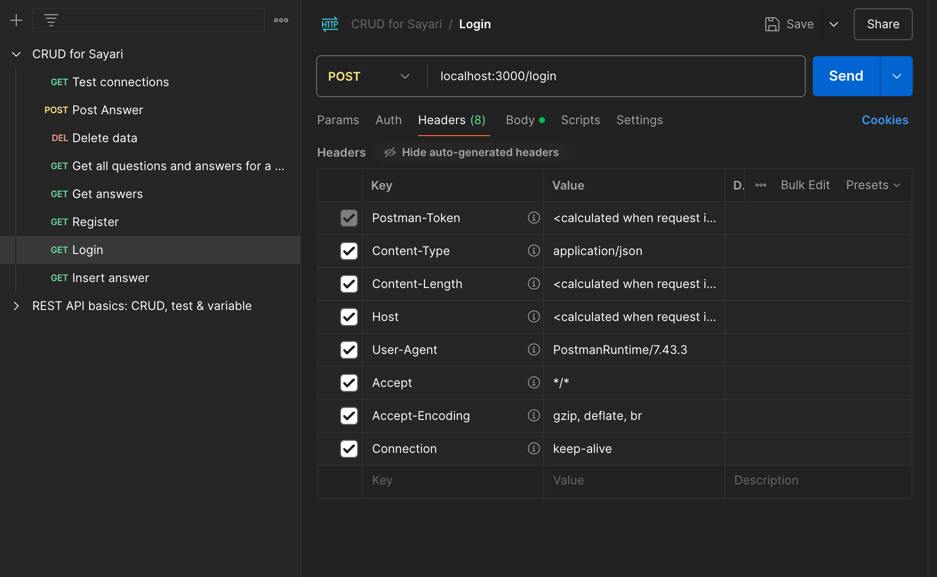 CRUD for Sayari / Login
Save
Share
CRUD for Sayari
GET Test connections
POST Post Answer
DEL Delete data
GET Get all questions and answers for a ...
GET Get answers
GET Register
GET Login
GET Insert answer
REST API basics: CRUD, test & variable
HTTP
POST localhost:3000/login
Send
Params Auth Headers (8) Body Scripts Settings Cookies
Headers Hide auto-generated headers
Key Value D. Bulk Edit Presets
Postman-Token <calculated when request i...
Content-Type application/json
Content-Length <calculated when request i...
Host <calculated when request i...
User-Agent PostmanRuntime/7.43.3
Accept */*
Accept-Encoding gzip, deflate, br
Connection keep-alive
Key Value Description